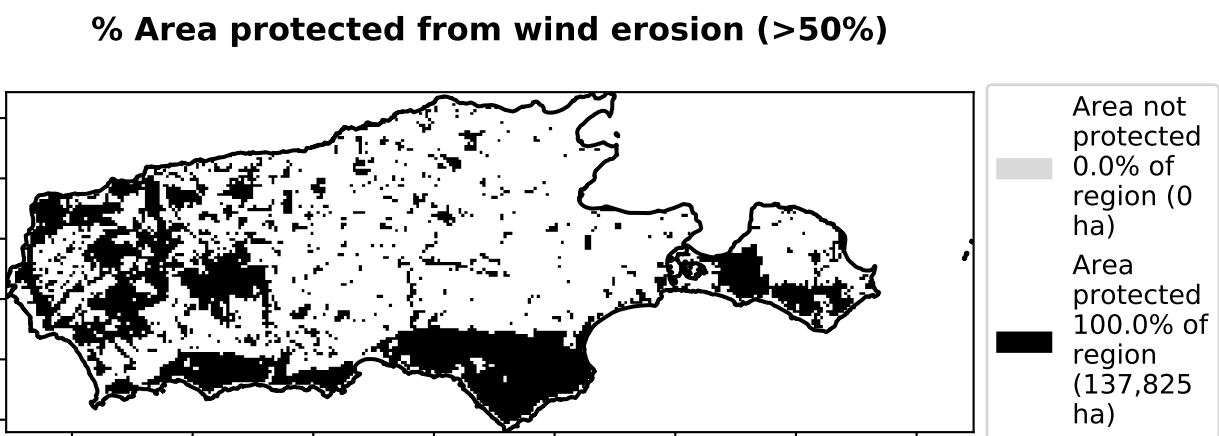 % Area protected from wind erosion (>50%)
Area not
protected
0.0% of
region (0
ha)
Area
protected
100.0% of
region
(137,825
ha)